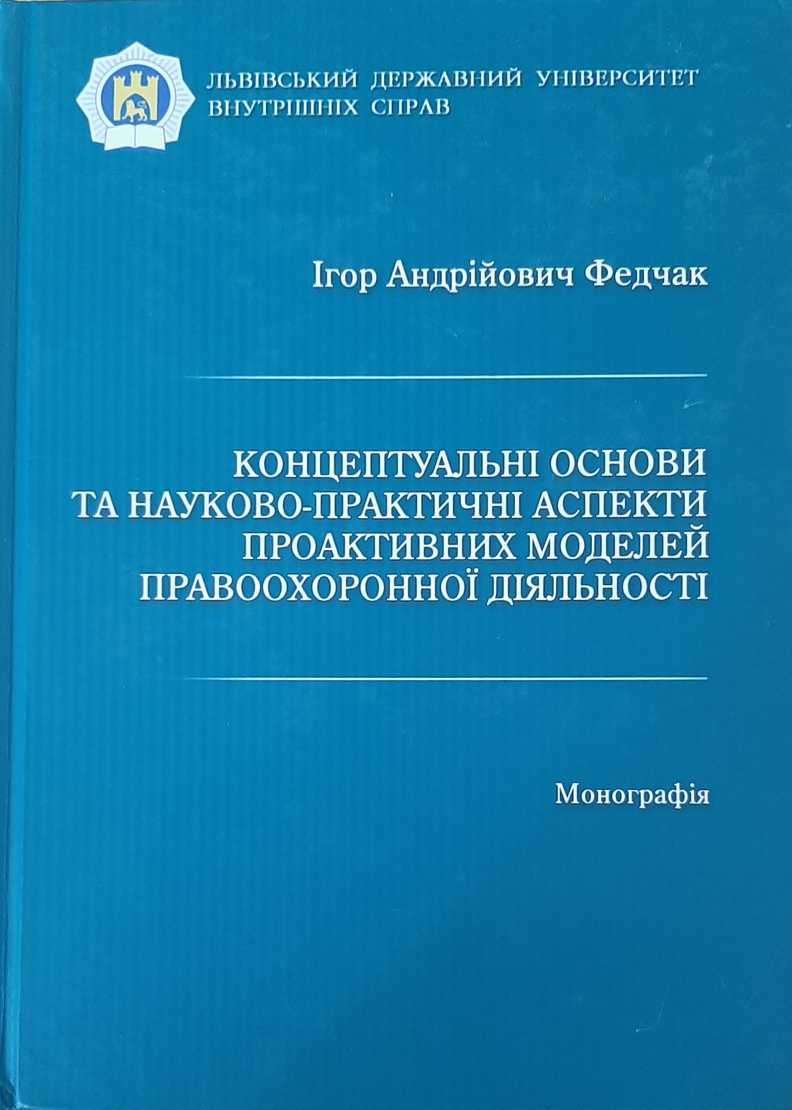 ЛЬВІВСЬКИЙ ДЕРЖАВНИЙ УНІВЕРСИТЕТ
ВНУТРІШНІХ СПРАВ
Ігор Андрійович Федчак
КОНЦЕПТУАЛЬНІ ОСНОВИ
ТА НАУКОВО-ПРАКТИЧНІ АСПЕКТИ
ПРОАКТИВНИХ МОДЕЛЕЙ
ПРАВООХОРОННОЇ ДІЯЛЬНОСТІ
Монографія